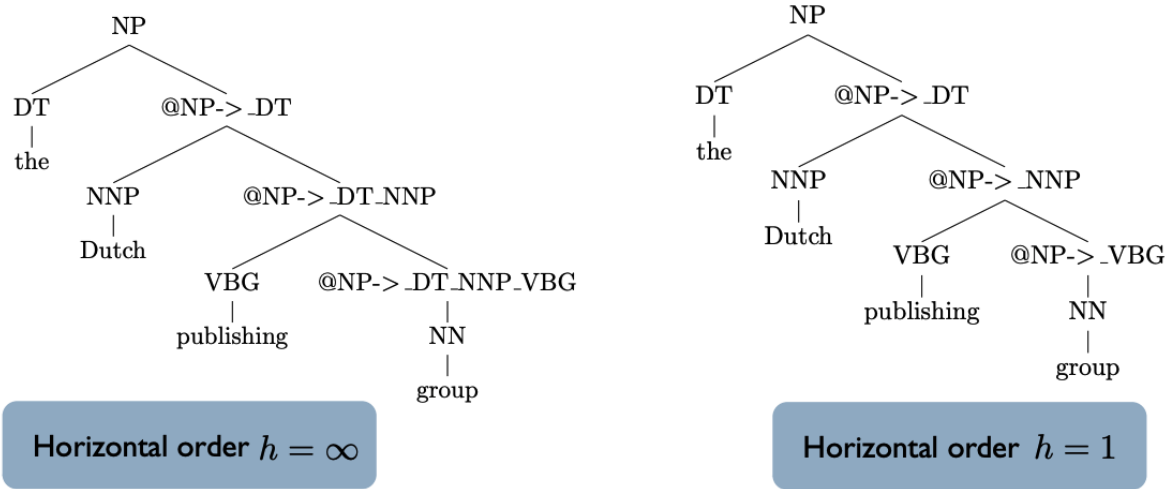 NP
DT @NP->_DT
the
NNP @NP->_DT_NNP
Dutch
VBG @NP->_DT_NNP_VBG
publishing NN
group
Horizontal order h = ∞
NP
DT @NP->_DT
the
NNP @NP->_NNP
Dutch
VBG @NP->_VBG
publishing NN
group
Horizontal order h = 1